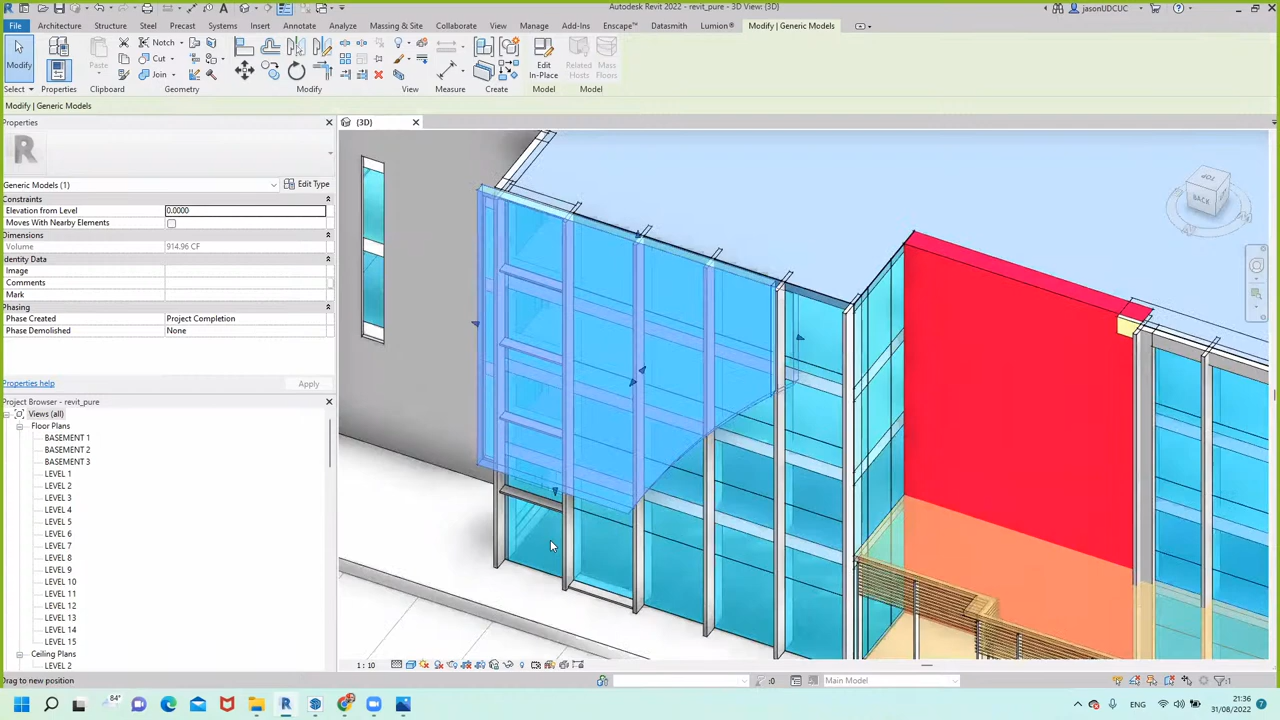 Autodesk Revit 2022 - revit_pure - 3D View: {3D}
jasonUDCUC
File Architecture Structure Steel Precast Systems Insert Annotate Analyze Massing & Site Collaborate View Manage Add-Ins Enscape™ Datasmith Lumion® Modify | Generic Models
Modify Paste Notch Cut Join Edit In-Place Related Hosts Mass Floors
Select Properties Clipboard Geometry Modify View Measure Create Model Model
Modify | Generic Models
Properties
{3D}
Generic Models (1) Edit Type
Constraints
Elevation from Level 0.0000
Moves With Nearby Elements
Dimensions
Volume 914.96 CF
Identity Data
Image
Comments
Mark
Phasing
Phase Created Project Completion
Phase Demolished None
Properties help Apply
TOP
BACK
Project Browser - revit_pure
Views (all)
Floor Plans
BASEMENT 1
BASEMENT 2
BASEMENT 3
LEVEL 1
LEVEL 2
LEVEL 3
LEVEL 4
LEVEL 5
LEVEL 6
LEVEL 7
LEVEL 8
LEVEL 9
LEVEL 10
LEVEL 11
LEVEL 12
LEVEL 13
LEVEL 14
LEVEL 15
Ceiling Plans
LEVEL 2
1 : 10
Drag to new position
:0 Main Model :1
84°
ENG 21:36
31/08/2022